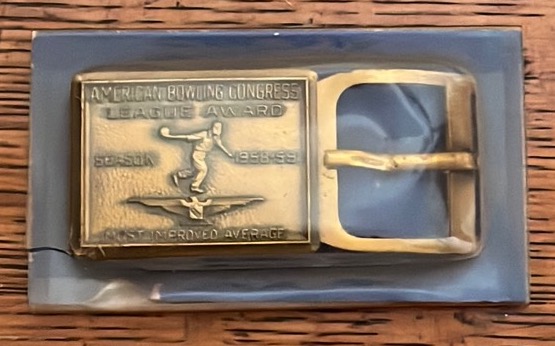 AMERICAN BOWLING CONGRESS
LEAGUE AWARD
SEASON 1958-59
MOST IMPROVED AVERAGE